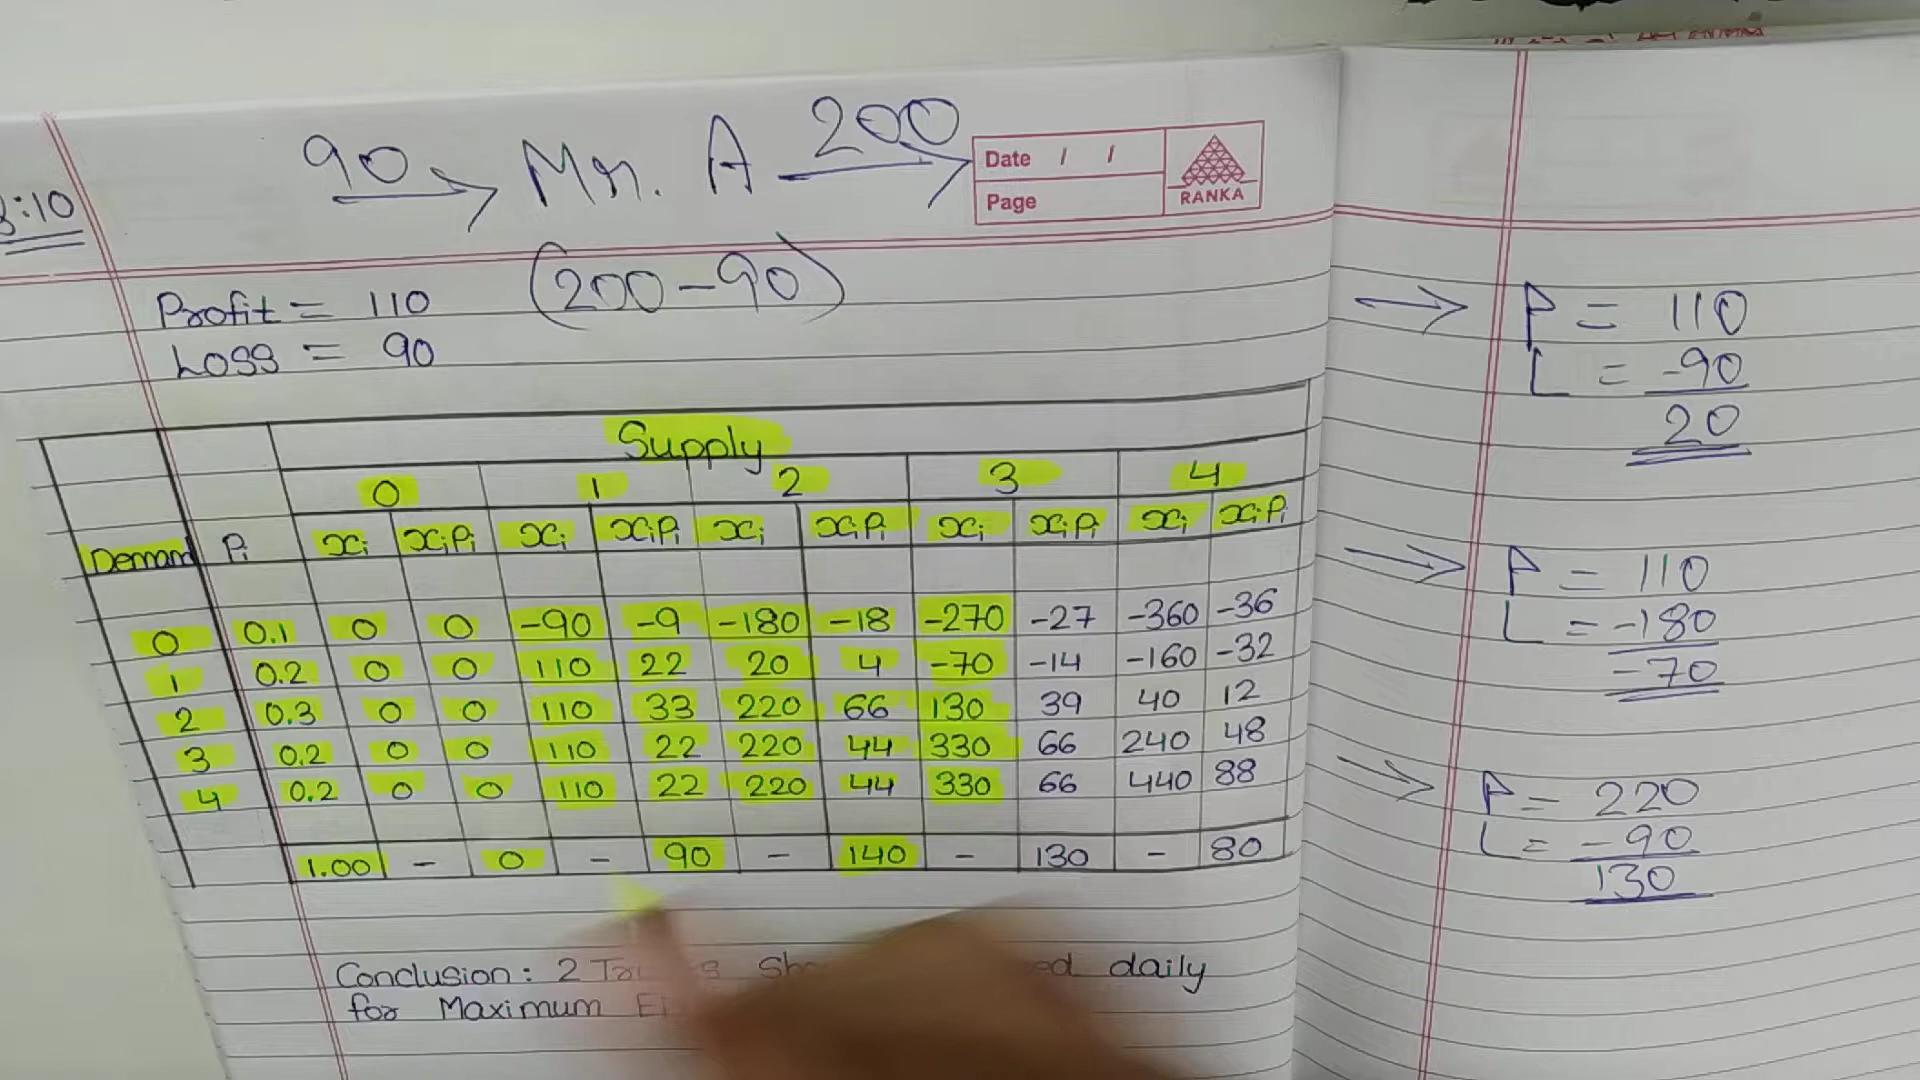 3:10
90 → Mr. A 200 →
Date / /
Page
RANKA
Profit = 110 (200-90)
Loss = 90
Supply
0 1 2 3 4
Demand Pi xi xiPi xi xiPi xi xiPi xi xiPi xi xiPi
0 0.1 0 0 -90 -9 -180 -18 -270 -27 -360 -36
1 0.2 0 0 110 22 20 4 -70 -14 -160 -32
2 0.3 0 0 110 33 220 66 130 39 40 12
3 0.2 0 0 110 22 220 44 330 66 240 48
4 0.2 0 0 110 22 220 44 330 66 440 88
1.00 - 0 - 90 - 140 - 130 - 80
Conclusion: 2 daily
for Maximum
→ P = 110
L = -90
20
→ P = 110
L = -180
-70
→ P = 220
L = -90
130